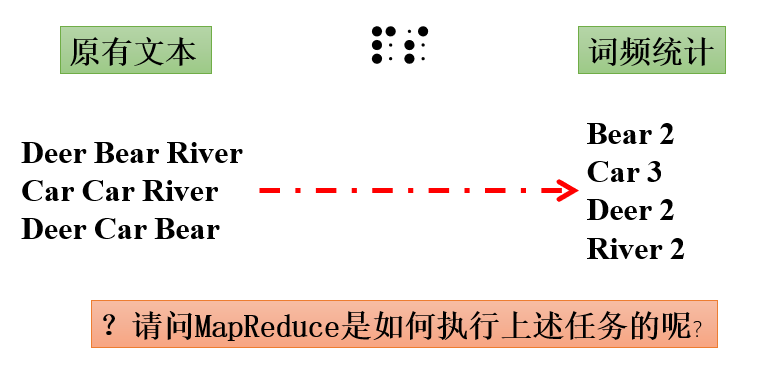 原有文本
⠏⠎
词频统计
Deer Bear River
Car Car River
Deer Car Bear
Bear 2
Car 3
Deer 2
River 2
？请问MapReduce是如何执行上述任务的呢?